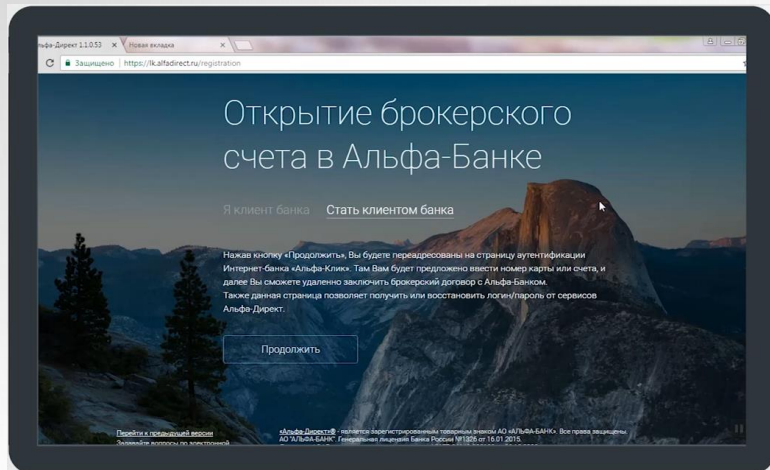 ьфа-Директ 1.1.0.53
Новая вкладка
Защищено
https://lk.alfadirect.ru/registration
Открытие брокерского
счета в Альфа-Банке
Я клиент банка Стать клиентом банка
Нажав кнопку «Продолжить», Вы будете переадресованы на страницу аутентификации
Интернет-банка «Альфа-Клик». Там Вам будет предложено ввести номер карты или счета, и
далее Вы сможете удаленно заключить брокерский договор с Альфа-Банком.
Также данная страница позволяет получить или восстановить логин/пароль от сервисов
Альфа-Директ.
Продолжить
Перейти к предыдущей версии
Задавайте вопросы по электронной
«Альфа-Директ»® - является зарегистрированным товарным знаком АО «АЛЬФА-БАНК». Все права защищены.
АО "АЛЬФА-БАНК". Генеральная лицензия Банка России №1326 от 16.01.2015.